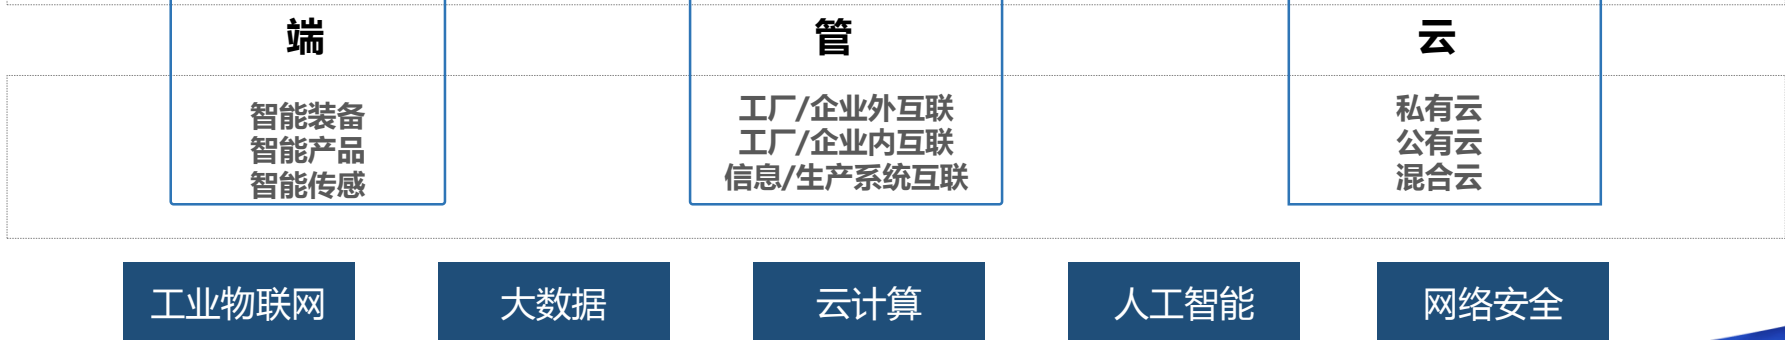 端
管
云
智能装备
智能产品
智能传感
工厂/企业外互联
工厂/企业内互联
信息/生产系统互联
私有云
公有云
混合云
工业物联网
大数据
云计算
人工智能
网络安全